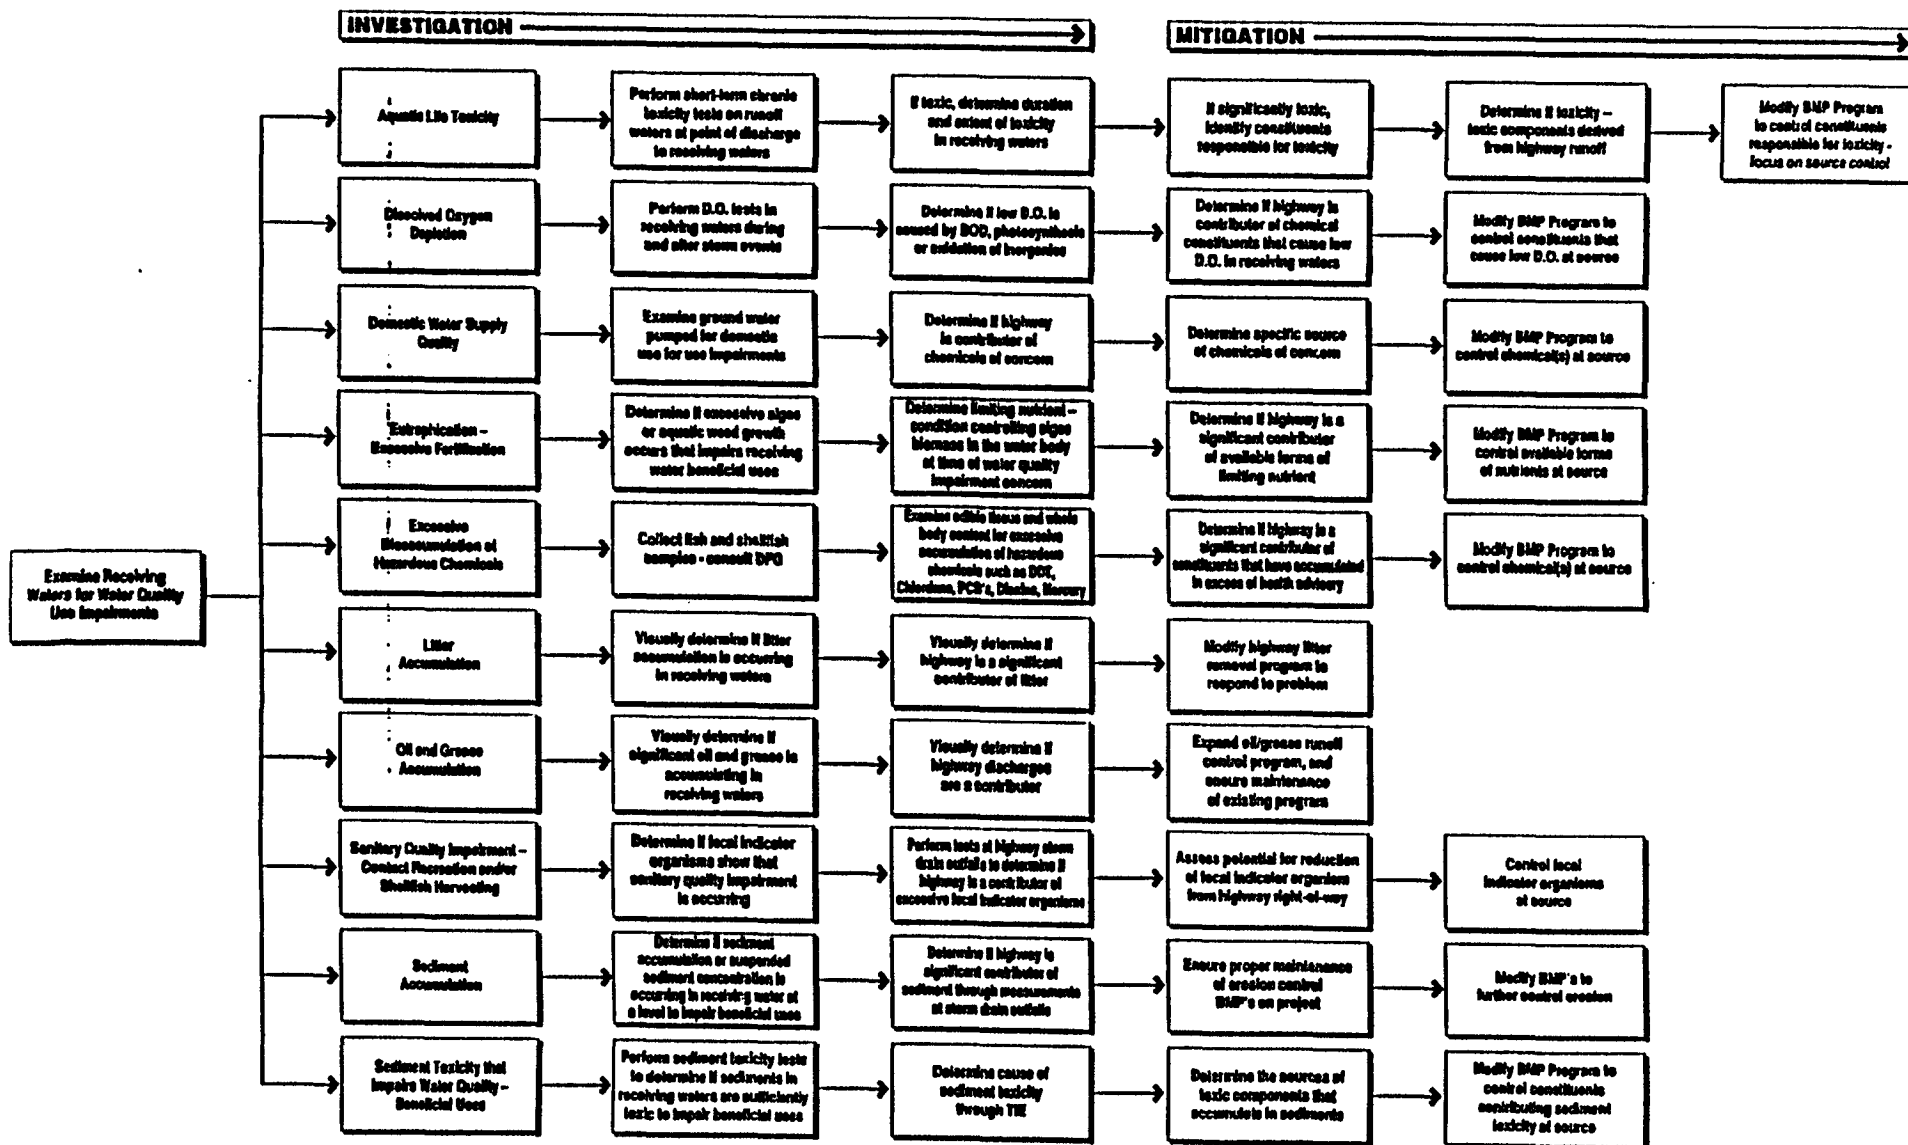 INVESTIGATION
MITIGATION
Examine Receiving
Waters for Water Quality
Use Impairments
Aquatic Life Toxicity
Perform short-term chronic
toxicity tests on runoff
waters at point of discharge
in receiving waters
If toxic, determine duration
and extent of toxicity
in receiving waters
If significantly toxic,
identify constituents
responsible for toxicity
Determine if toxicity –
toxic components derived
from highway runoff
Modify BMP Program
to control constituents
responsible for toxicity -
focus on source control
Dissolved Oxygen
Depletion
Perform D.O. tests in
receiving waters during
and after storm events
Determine if low D.O. is
caused by BOD, photosynthesis
or oxidation of inorganics
Determine if highway is
contributor of chemical
constituents that cause low
D.O. in receiving waters
Modify BMP Program to
control constituents that
cause low D.O. at source
Domestic Water Supply
Quality
Examine ground water
pumped for domestic
use for use impairments
Determine if highway
is contributor of
chemicals of concern
Determine specific source
of chemicals of concern
Modify BMP Program to
control chemical(s) at source
Eutrophication –
Excessive Fertilization
Determine if excessive algae
or aquatic weed growth
occurs that impairs receiving
water beneficial uses
Determine limiting nutrient –
condition controlling algae
biomass in the water body
at time of water quality
impairment concern
Determine if highway is a
significant contributor
of available forms of
limiting nutrient
Modify BMP Program to
control available forms
of nutrients at source
Excessive
Bioaccumulation of
Hazardous Chemicals
Collect fish and shellfish
samples - consult DFG
Examine edible tissue and whole
body content for excessive
accumulation of hazardous
chemicals such as DDT,
Chlordane, PCB's, Dioxins, Mercury
Determine if highway is a
significant contributor of
constituents that have accumulated
in excess of health advisory
Modify BMP Program to
control chemical(s) at source
Litter
Accumulation
Visually determine if litter
accumulation is occurring
in receiving waters
Visually determine if
highway is a significant
contributor of litter
Modify highway litter
removal program to
respond to problem
Oil and Grease
Accumulation
Visually determine if
significant oil and grease is
accumulating in
receiving waters
Visually determine if
highway discharges
are a contributor
Expand oil/grease runoff
control program, and
ensure maintenance
of existing program
Sanitary Quality Impairment –
Contact Recreation and/or
Shellfish Harvesting
Determine if fecal indicator
organisms show that
sanitary quality impairment
is occurring
Perform tests at highway storm
drain outfalls to determine if
highway is a contributor of
excessive fecal indicator organisms
Assess potential for reduction
of fecal indicator organisms
from highway right-of-way
Control fecal
indicator organisms
at source
Sediment
Accumulation
Determine if sediment
accumulation or suspended
sediment concentration is
occurring in receiving water at
a level to impair beneficial uses
Determine if highway is
significant contributor of
sediment through measurements
at storm drain outfalls
Ensure proper maintenance
of erosion control
BMP's on project
Modify BMP's to
further control erosion
Sediment Toxicity that
Impairs Water Quality –
Beneficial Uses
Perform sediment toxicity tests
to determine if sediments in
receiving waters are sufficiently
toxic to impair beneficial uses
Determine cause of
sediment toxicity
through TIE
Determine the sources of
toxic components that
accumulate in sediments
Modify BMP Program to
control constituents
contributing sediment
toxicity at source